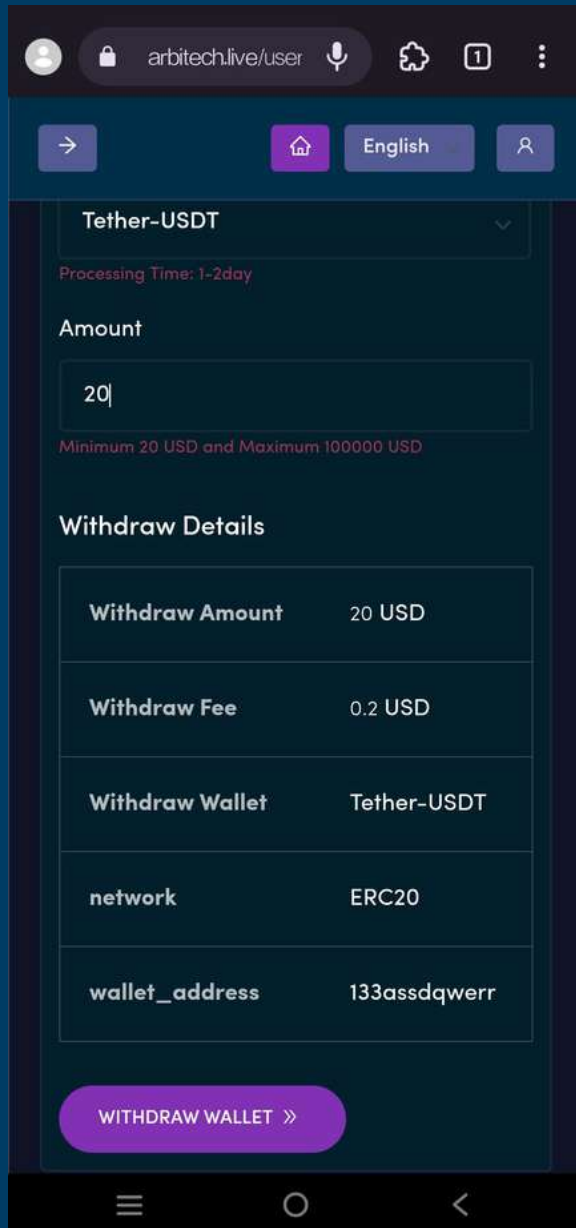 arbitech.live/user
1
English
Tether-USDT
Processing Time: 1-2day
Amount
20
Minimum 20 USD and Maximum 100000 USD
Withdraw Details
Withdraw Amount 20 USD
Withdraw Fee 0.2 USD
Withdraw Wallet Tether-USDT
network ERC20
wallet_address 133assdqwerr
WITHDRAW WALLET »